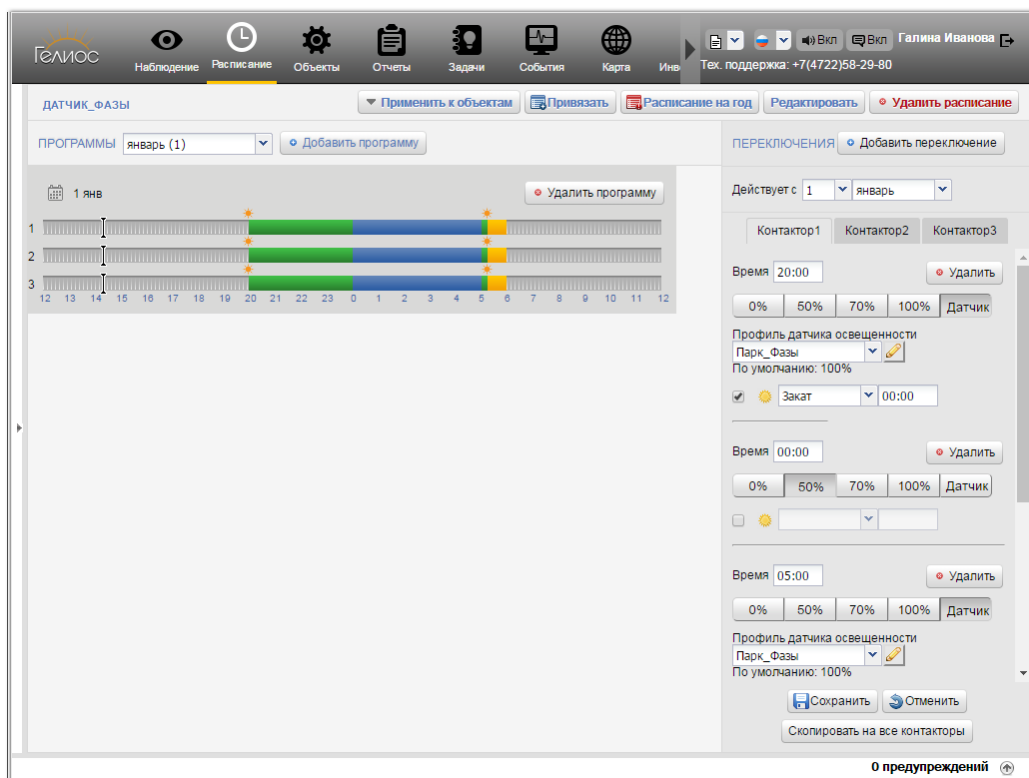 Гелиос
Наблюдение Расписание Объекты Отчеты Задачи События Карта Инв
Вкл Вкл Галина Иванова
Тех. поддержка: +7(4722)58-29-80
ДАТЧИК_ФАЗЫ Применить к объектам Привязать Расписание на год Редактировать Удалить расписание
ПРОГРАММЫ январь (1) Добавить программу
ПЕРЕКЛЮЧЕНИЯ Добавить переключение
1 янв Удалить программу
1
2
3
12 13 14 15 16 17 18 19 20 21 22 23 0 1 2 3 4 5 6 7 8 9 10 11 12
Действует с 1 январь
Контактор1 Контактор2 Контактор3
Время 20:00 Удалить
0% 50% 70% 100% Датчик
Профиль датчика освещенности
Парк_Фазы
По умолчанию: 100%
Закат 00:00
Время 00:00 Удалить
0% 50% 70% 100% Датчик
Время 05:00 Удалить
0% 50% 70% 100% Датчик
Профиль датчика освещенности
Парк_Фазы
По умолчанию: 100%
Сохранить Отменить
Скопировать на все контакторы
0 предупреждений